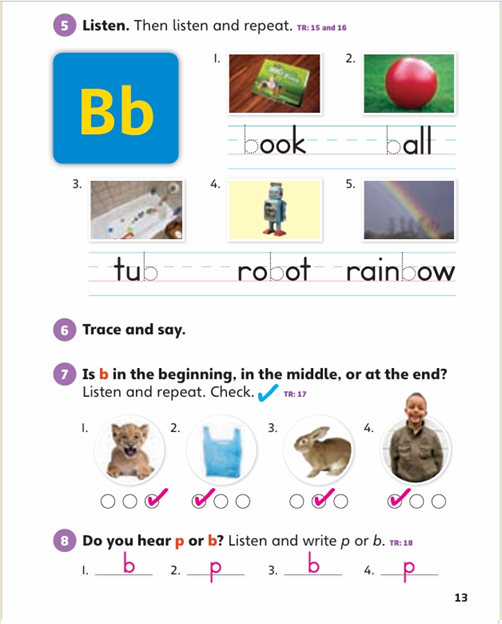 5 Listen. Then listen and repeat. TR: 15 and 16
Bb
1. 2.
book ball
3. 4. 5.
tub robot rainbow
6 Trace and say.
7 Is b in the beginning, in the middle, or at the end?
Listen and repeat. Check. ✓ TR: 17
1. 2. 3. 4.
8 Do you hear p or b? Listen and write p or b. TR: 18
1. b 2. p 3. b 4. p
13